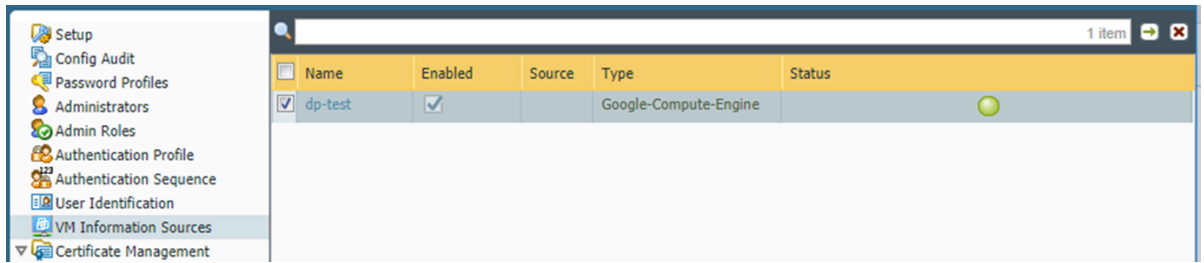 Setup
Config Audit
Password Profiles
Administrators
Admin Roles
Authentication Profile
Authentication Sequence
User Identification
VM Information Sources
Certificate Management
1 item
Name Enabled Source Type Status
dp-test Google-Compute-Engine